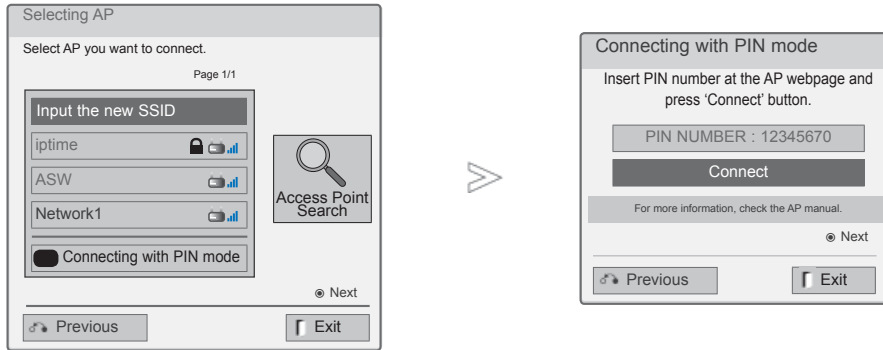 Selecting AP
Select AP you want to connect.
Page 1/1
Input the new SSID
iptime
ASW
Network1
Connecting with PIN mode
Access Point
Search
Next
Previous
Exit
Connecting with PIN mode
Insert PIN number at the AP webpage and
press ‘Connect’ button.
PIN NUMBER : 12345670
Connect
For more information, check the AP manual.
Next
Previous
Exit